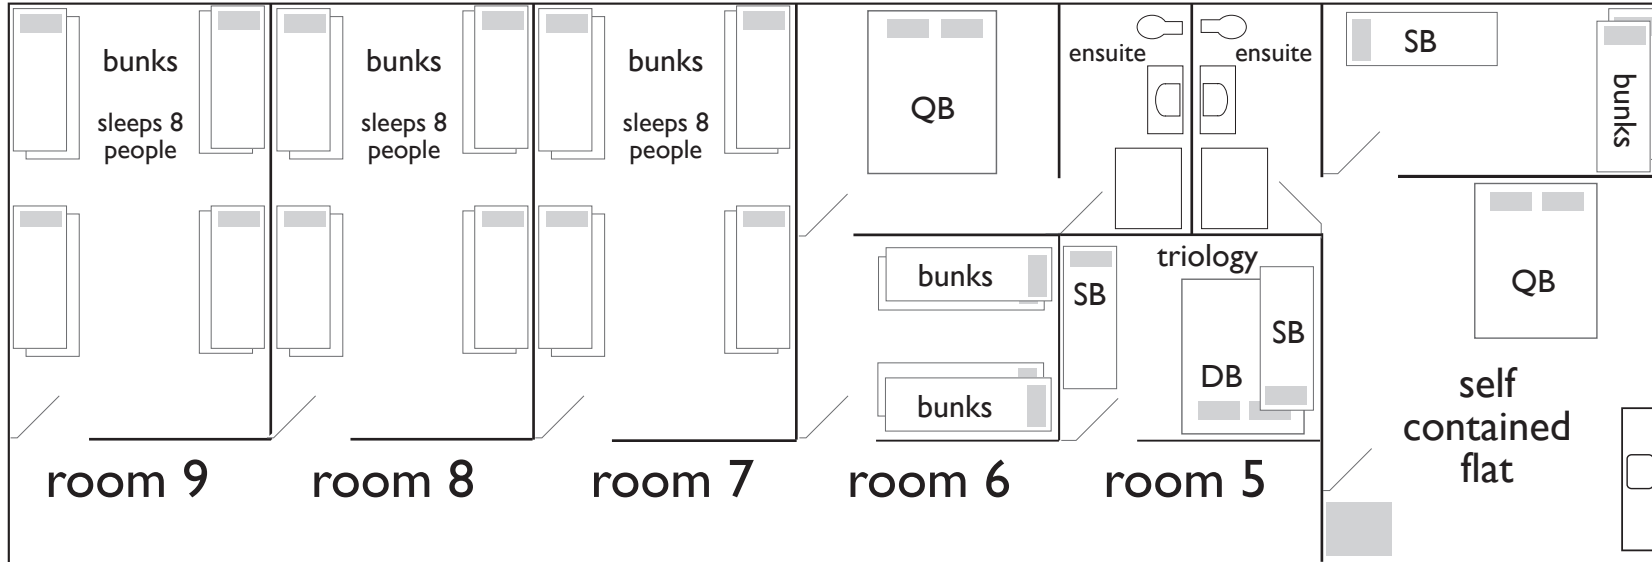 bunks
sleeps 8
people
bunks
sleeps 8
people
bunks
sleeps 8
people
QB
ensuite
ensuite
SB
bunks
bunks
bunks
SB
triology
SB
DB
QB
self
contained
flat
room 9
room 8
room 7
room 6
room 5